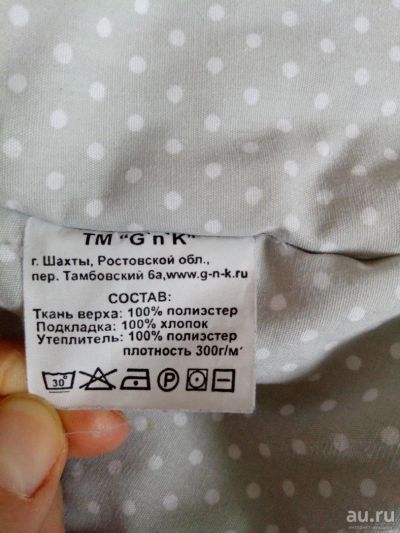 ТМ "G`n`K"
г. Шахты, Ростовской обл.,
пер. Тамбовский 6а,www.g-n-k.ru
СОСТАВ:
Ткань верха: 100% полиэстер
Подкладка: 100% хлопок
Утеплитель: 100% полиэстер
плотность 300г/м²
30°
P
au.ru